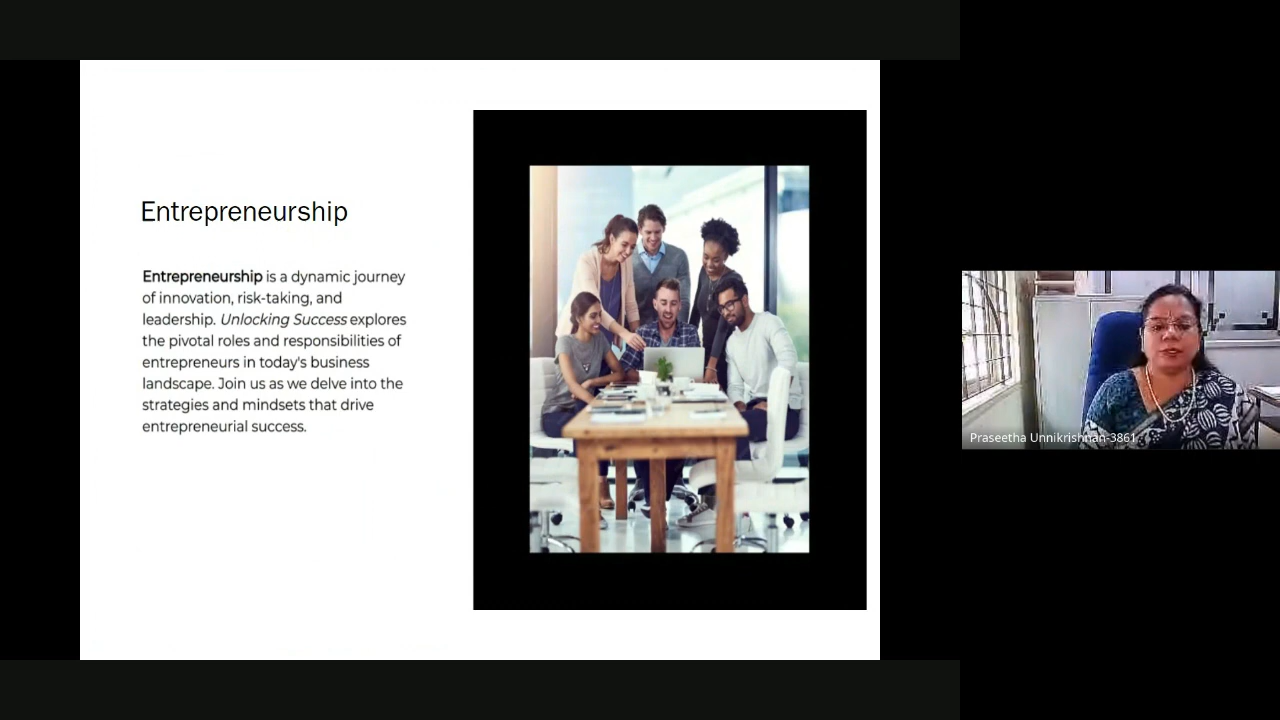 Entrepreneurship
Entrepreneurship is a dynamic journey
of innovation, risk-taking, and
leadership. Unlocking Success explores
the pivotal roles and responsibilities of
entrepreneurs in today's business
landscape. Join us as we delve into the
strategies and mindsets that drive
entrepreneurial success.
Praseetha Unnikrishnan-3861